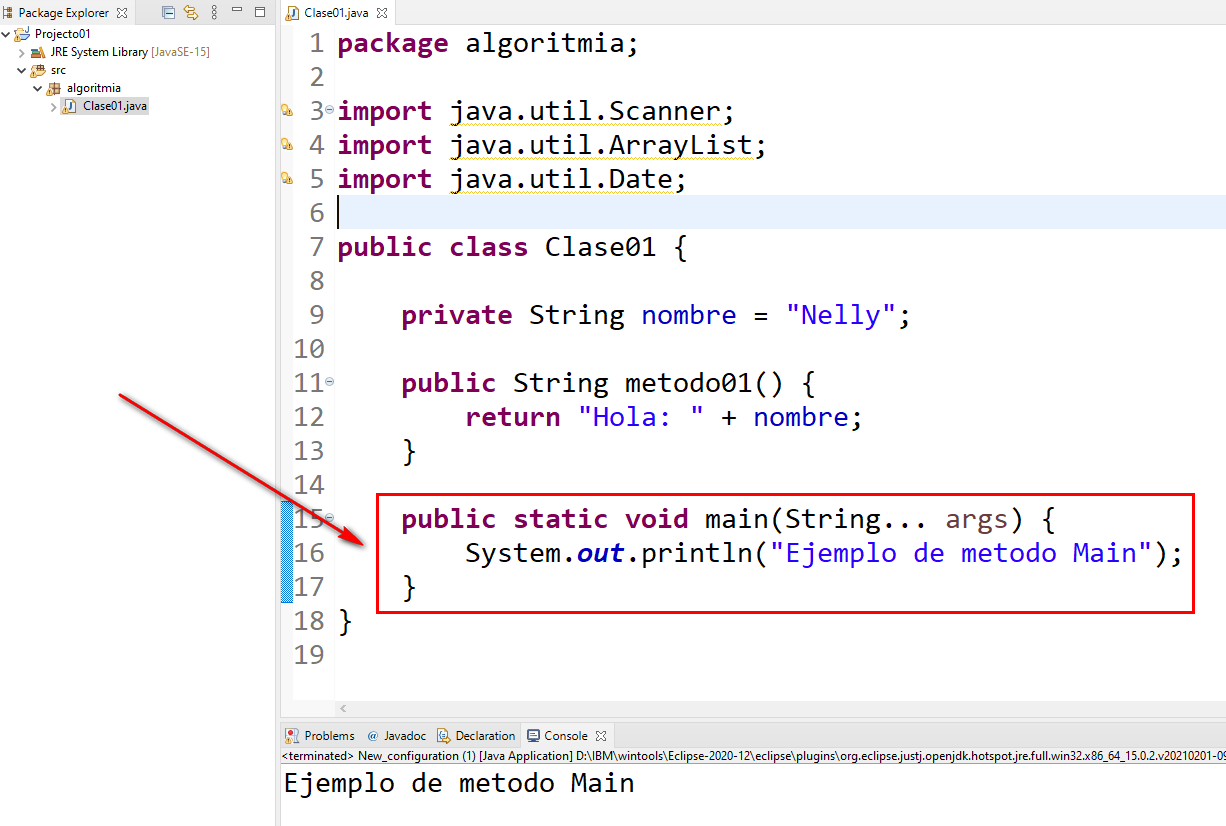 Package Explorer
Projecto01
JRE System Library [JavaSE-15]
src
algoritmia
Clase01.java
Clase01.java
1 package algoritmia;
2
3 import java.util.Scanner;
4 import java.util.ArrayList;
5 import java.util.Date;
6
7 public class Clase01 {
8
9     private String nombre = "Nelly";
10
11     public String metodo01() {
12         return "Hola: " + nombre;
13     }
14
15     public static void main(String... args) {
16         System.out.println("Ejemplo de metodo Main");
17     }
18 }
19
Problems @ Javadoc Declaration Console
<terminated> New_configuration (1) [Java Application] D:\IBM\wintools\Eclipse-2020-12\eclipse\plugins\org.eclipse.justj.openjdk.hotspot.jre.full.win32.x86_64_15.0.2.v20210201-09
Ejemplo de metodo Main